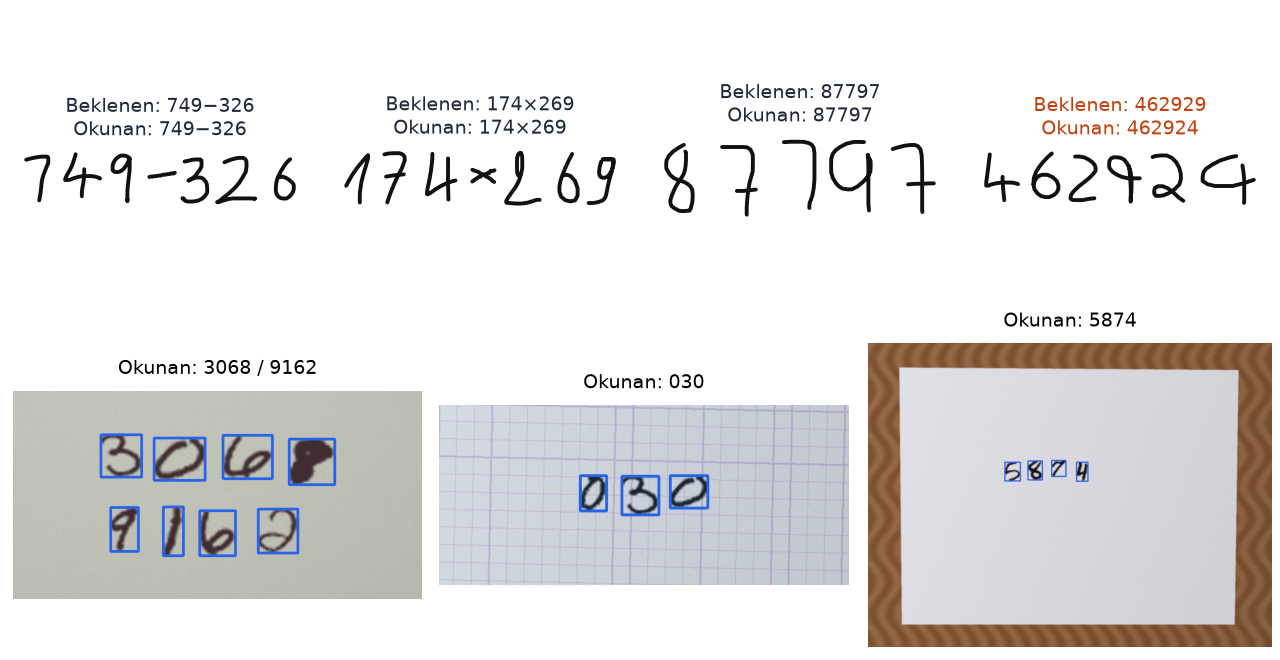 Beklenen: 749−326
Okunan: 749−326
749-326
Beklenen: 174×269
Okunan: 174×269
174×269
Beklenen: 87797
Okunan: 87797
87797
Beklenen: 462929
Okunan: 462924
462929
Okunan: 3068 / 9162
3068
9162
Okunan: 030
030
Okunan: 5874
5874